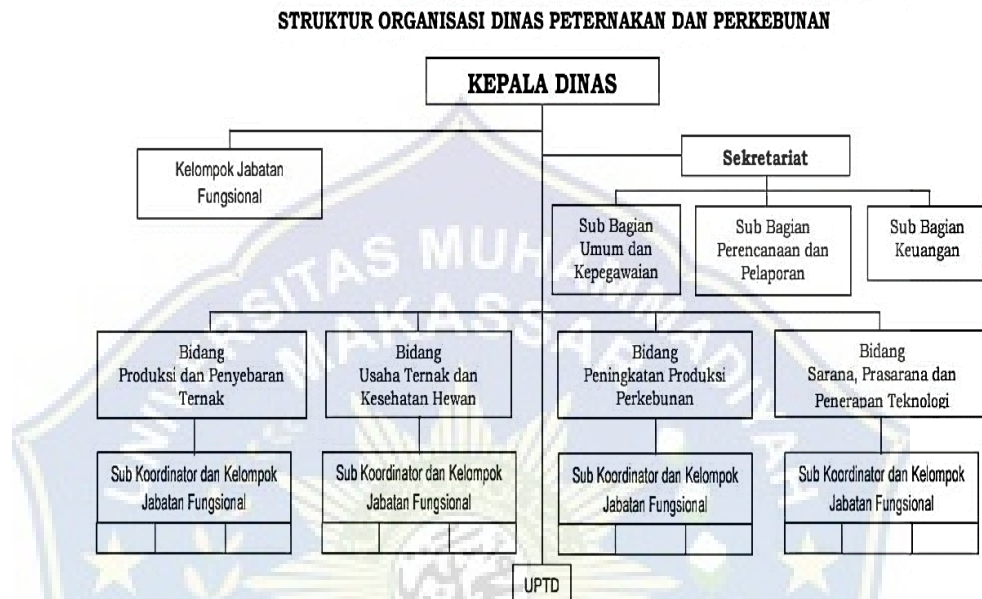 STRUKTUR ORGANISASI DINAS PETERNAKAN DAN PERKEBUNAN
KEPALA DINAS
Kelompok Jabatan
Fungsional
Sekretariat
Sub Bagian
Umum dan
Kepegawaian
Sub Bagian
Perencanaan dan
Pelaporan
Sub Bagian
Keuangan
Bidang
Produksi dan Penyebaran
Ternak
Bidang
Usaha Ternak dan
Kesehatan Hewan
Bidang
Peningkatan Produksi
Perkebunan
Bidang
Sarana, Prasarana dan
Penerapan Teknologi
Sub Koordinator dan Kelompok
Jabatan Fungsional
Sub Koordinator dan Kelompok
Jabatan Fungsional
Sub Koordinator dan Kelompok
Jabatan Fungsional
Sub Koordinator dan Kelompok
Jabatan Fungsional
UPTD
UNIVERSITAS MUHAMMADIYAH
MAKASSAR